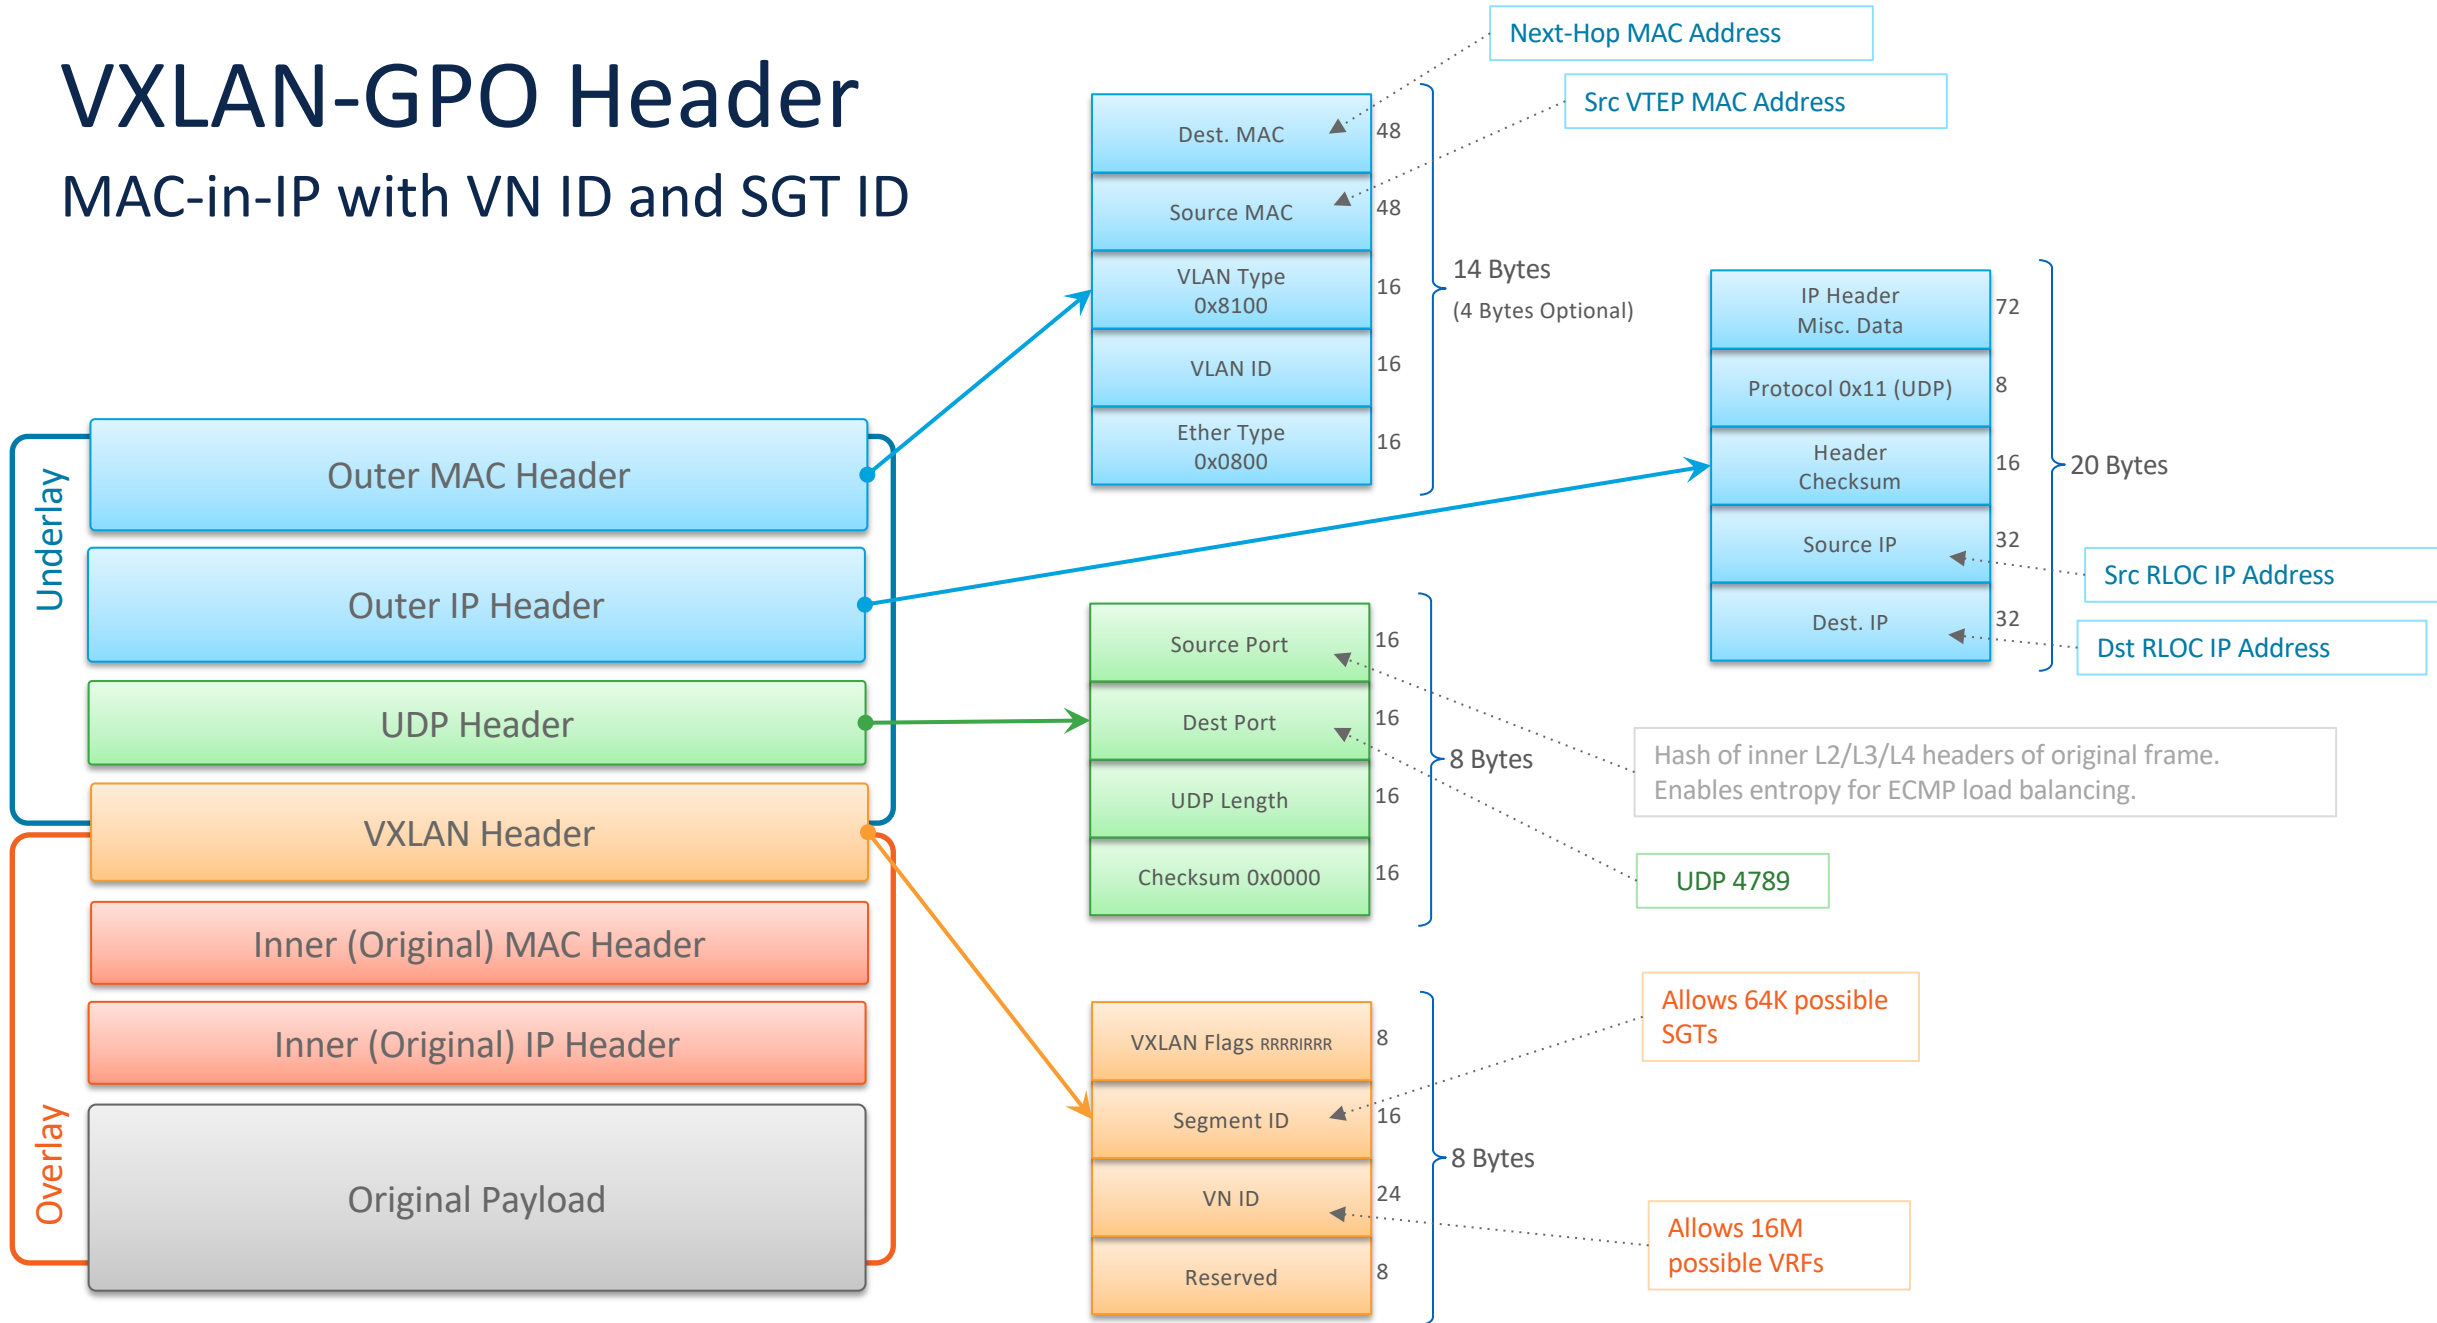 VXLAN-GPO Header
MAC-in-IP with VN ID and SGT ID
Underlay
Outer MAC Header
Outer IP Header
UDP Header
VXLAN Header
Overlay
Inner (Original) MAC Header
Inner (Original) IP Header
Original Payload
Next-Hop MAC Address
Src VTEP MAC Address
Dest. MAC
48
Source MAC
48
VLAN Type
0x8100
16
VLAN ID
16
Ether Type
0x0800
16
14 Bytes
(4 Bytes Optional)
IP Header
Misc. Data
72
Protocol 0x11 (UDP)
8
Header
Checksum
16
Source IP
32
Dest. IP
32
20 Bytes
Src RLOC IP Address
Dst RLOC IP Address
Source Port
16
Dest Port
16
UDP Length
16
Checksum 0x0000
16
8 Bytes
Hash of inner L2/L3/L4 headers of original frame.
Enables entropy for ECMP load balancing.
UDP 4789
VXLAN Flags RRRRIRRR
8
Segment ID
16
VN ID
24
Reserved
8
8 Bytes
Allows 64K possible
SGTs
Allows 16M
possible VRFs